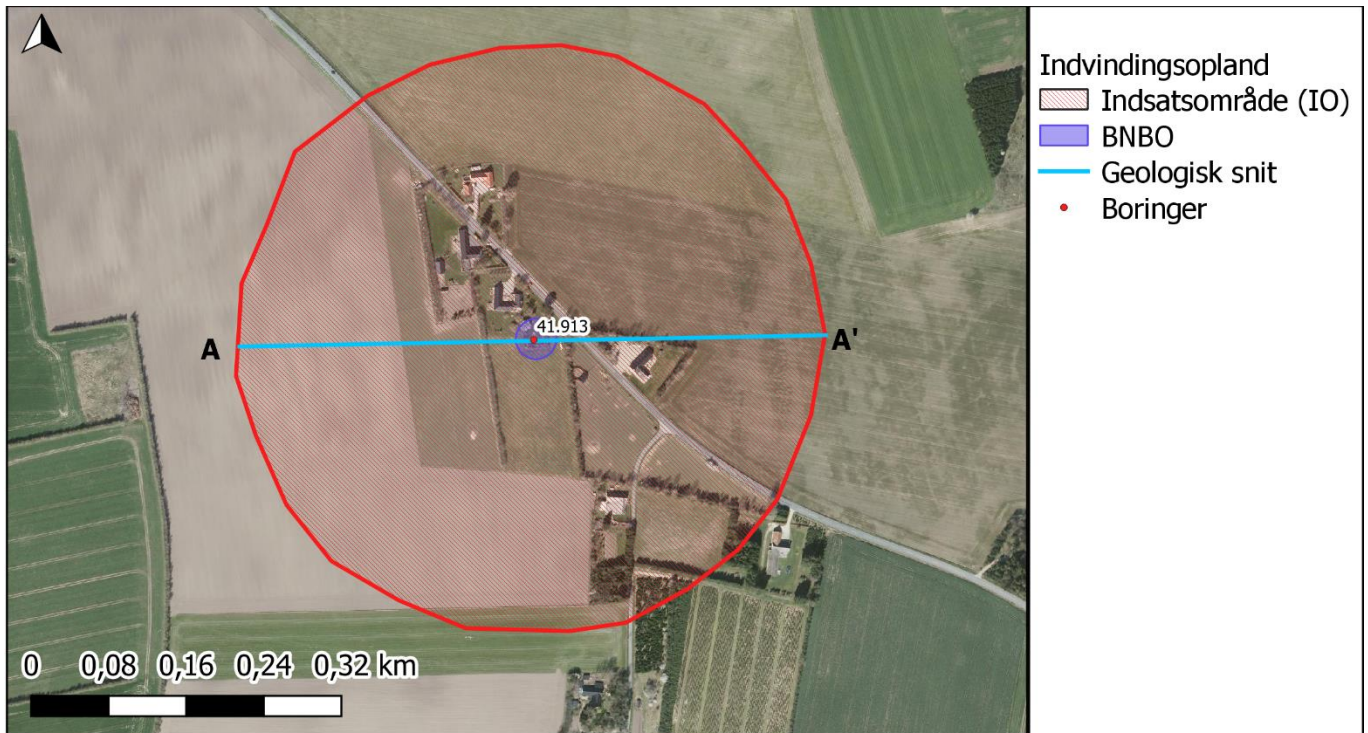 Indvindingsopland
Indsatsområde (IO)
BNBO
Geologisk snit
Boringer
41.913
A
A'
0 0,08 0,16 0,24 0,32 km